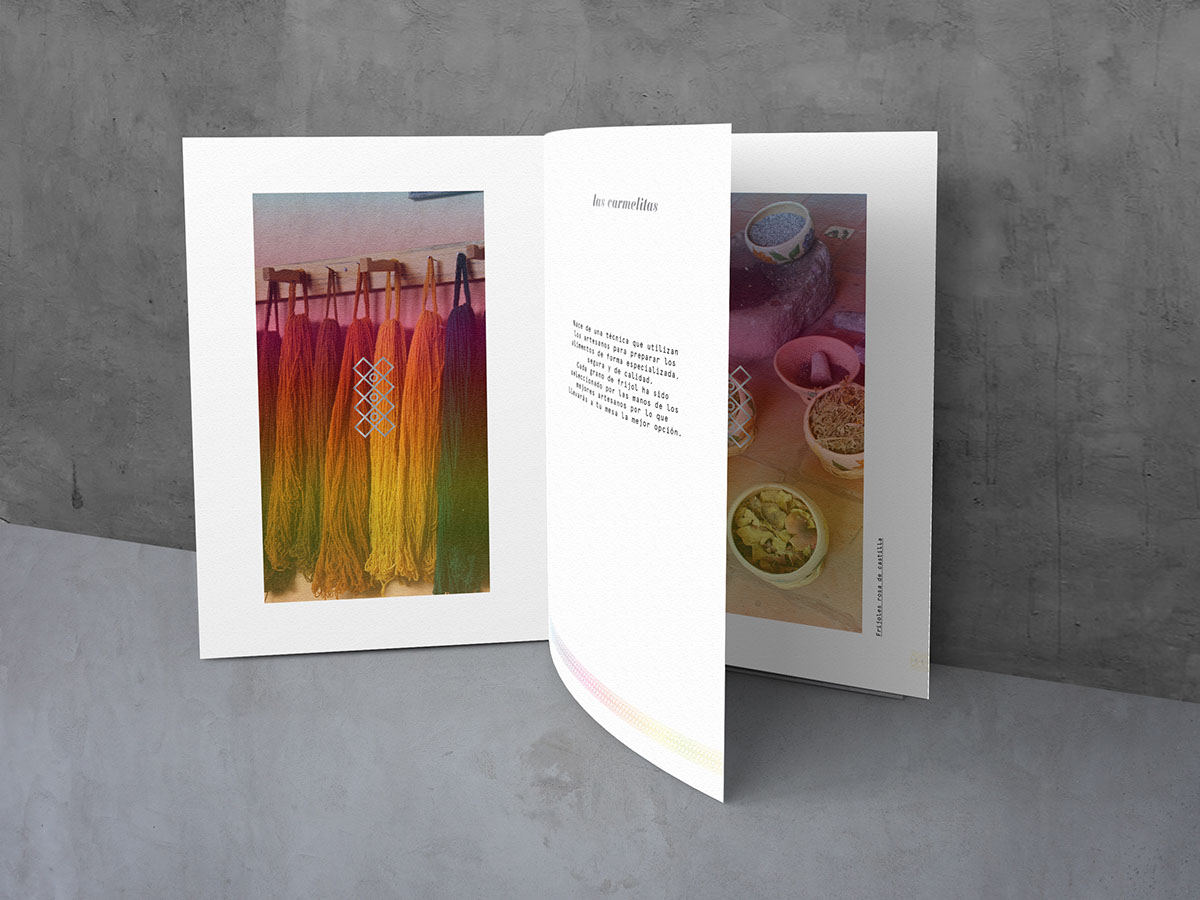 las carmelitas
Nace de una técnica que utilizan
los artesanos para preparar los
alimentos de forma especializada,
segura y de calidad.
Cada grano de frijol ha sido
seleccionado por las manos de los
mejores artesanos por lo que
llevarás a tu mesa la mejor opción.
Frijoles rosa de castilla